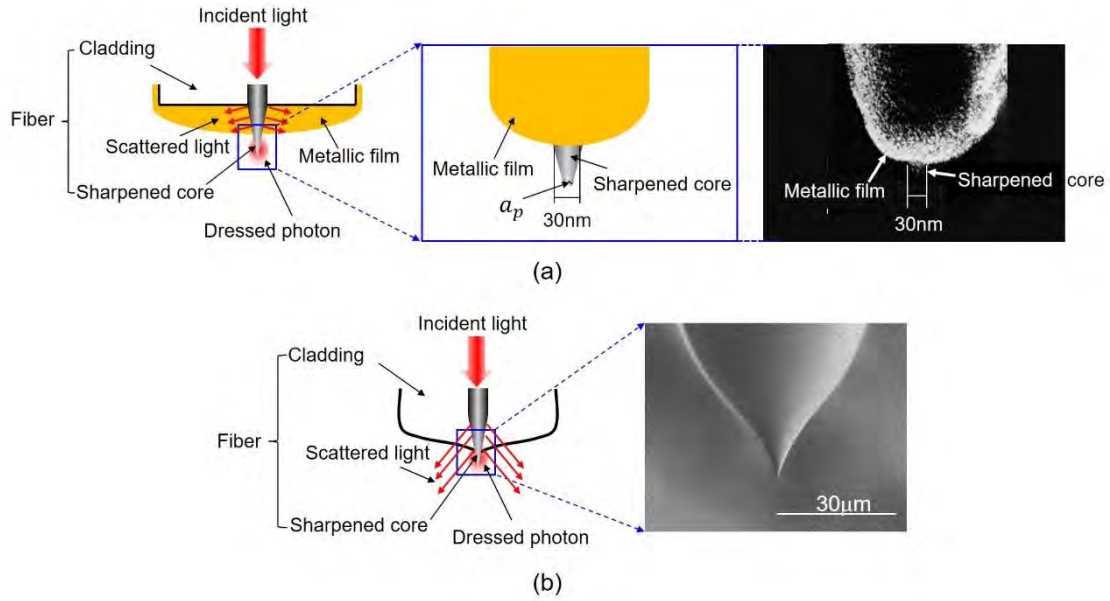 Incident light
Cladding
Fiber
Scattered light
Metallic film
Sharpened core
Dressed photon
Metallic film
Sharpened core
a_p
30nm
Metallic film
Sharpened core
30nm
(a)
Incident light
Cladding
Fiber
Scattered light
Sharpened core
Dressed photon
30μm
(b)